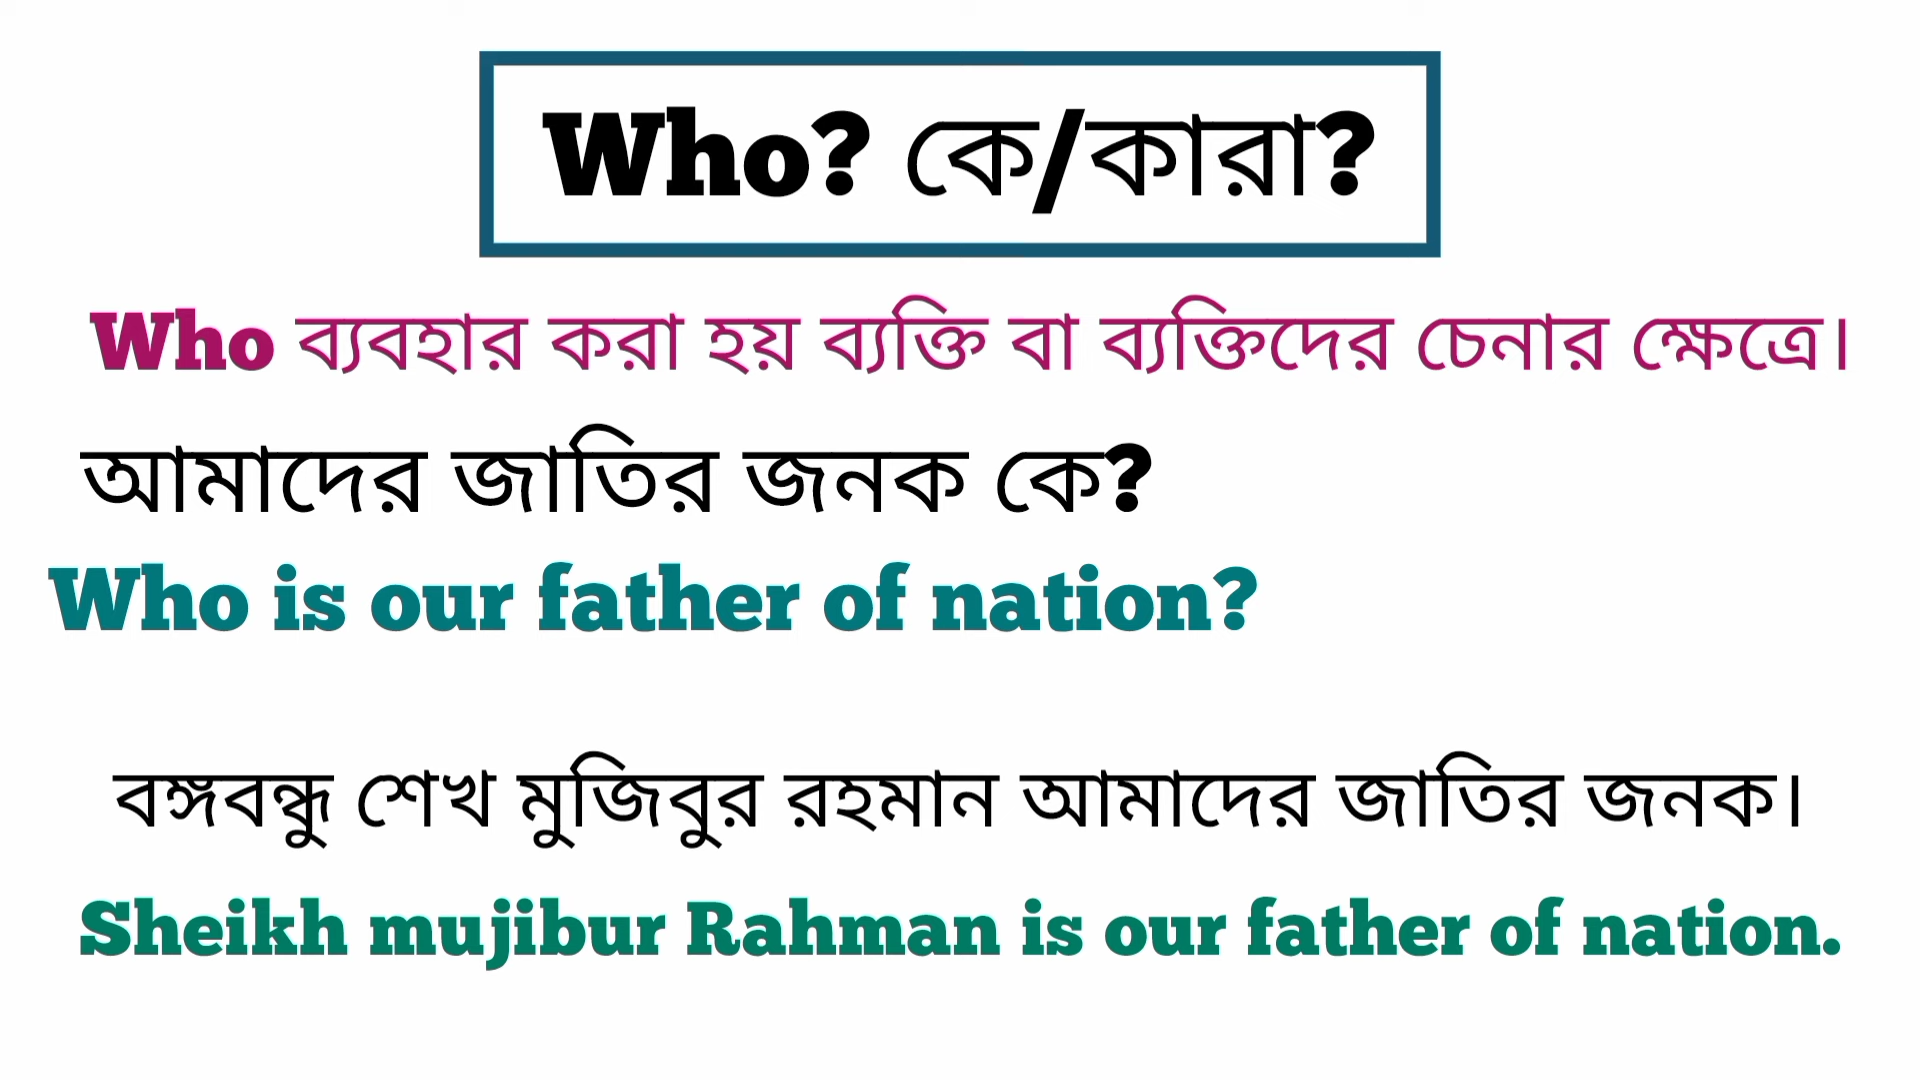 Who? কে/কারা?
Who ব্যবহার করা হয় ব্যক্তি বা ব্যক্তিদের চেনার ক্ষেত্রে।
আমাদের জাতির জনক কে?
Who is our father of nation?
বঙ্গবন্ধু শেখ মুজিবুর রহমান আমাদের জাতির জনক।
Sheikh mujibur Rahman is our father of nation.